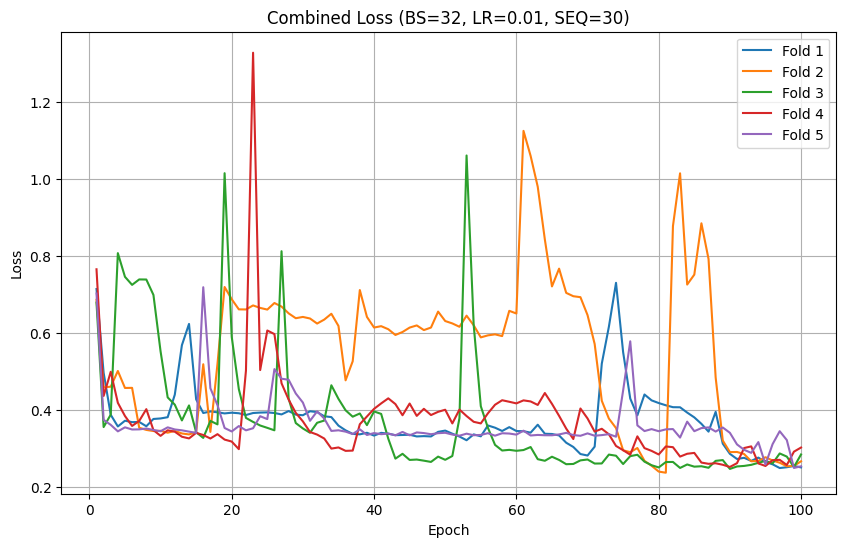 Combined Loss (BS=32, LR=0.01, SEQ=30)
Fold 1
Fold 2
Fold 3
Fold 4
Fold 5
Loss
1.2
1.0
0.8
0.6
0.4
0.2
0
20
40
60
80
100
Epoch